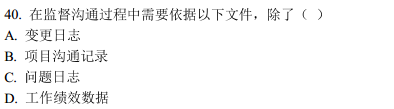 40. 在监督沟通过程中需要依据以下文件，除了（ ）
A. 变更日志
B. 项目沟通记录
C. 问题日志
D. 工作绩效数据